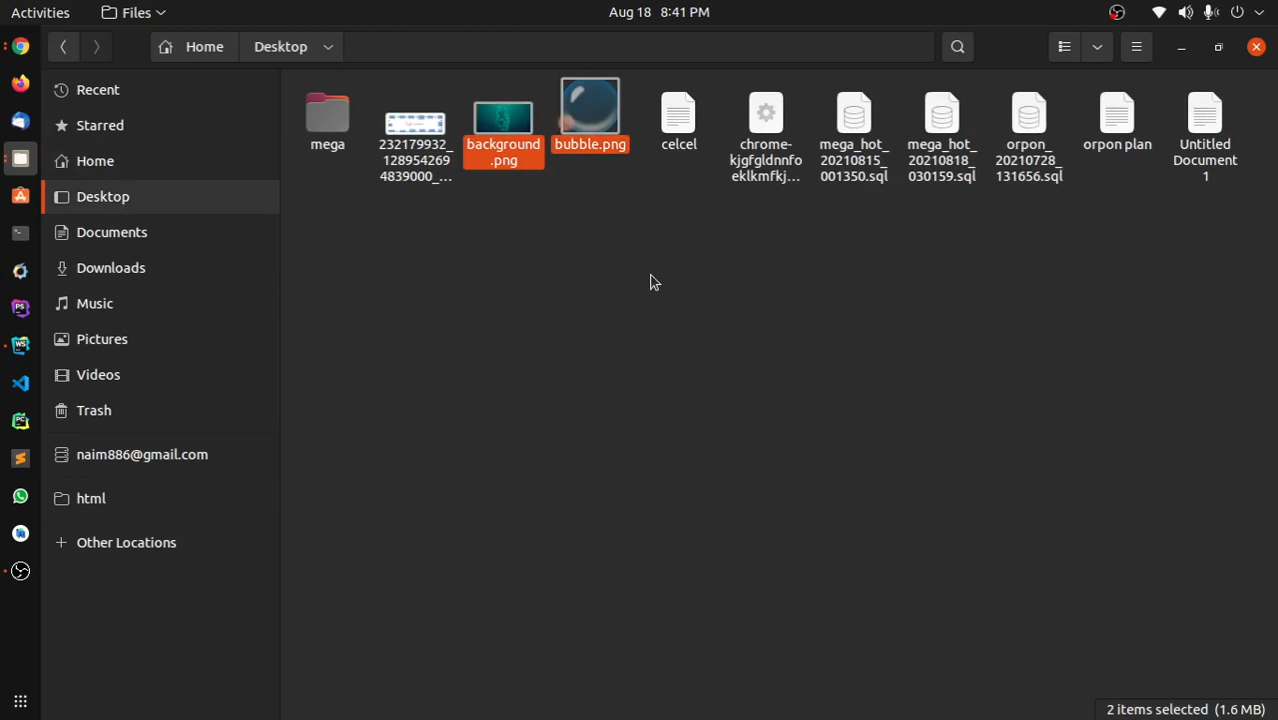 Activities
Files
Aug 18 8:41 PM
Home
Desktop
Recent
Starred
Home
Desktop
Documents
Downloads
Music
Pictures
Videos
Trash
naim886@gmail.com
html
Other Locations
mega
232179932_
128954269
4839000_...
background
.png
bubble.png
celcel
chrome-
kjgfgldnnfo
eklkmfkj...
mega_hot_
20210815_
001350.sql
mega_hot_
20210818_
030159.sql
orpon_
20210728_
131656.sql
orpon plan
Untitled
Document
1
PS
WS
PC
2 items selected (1.6 MB)